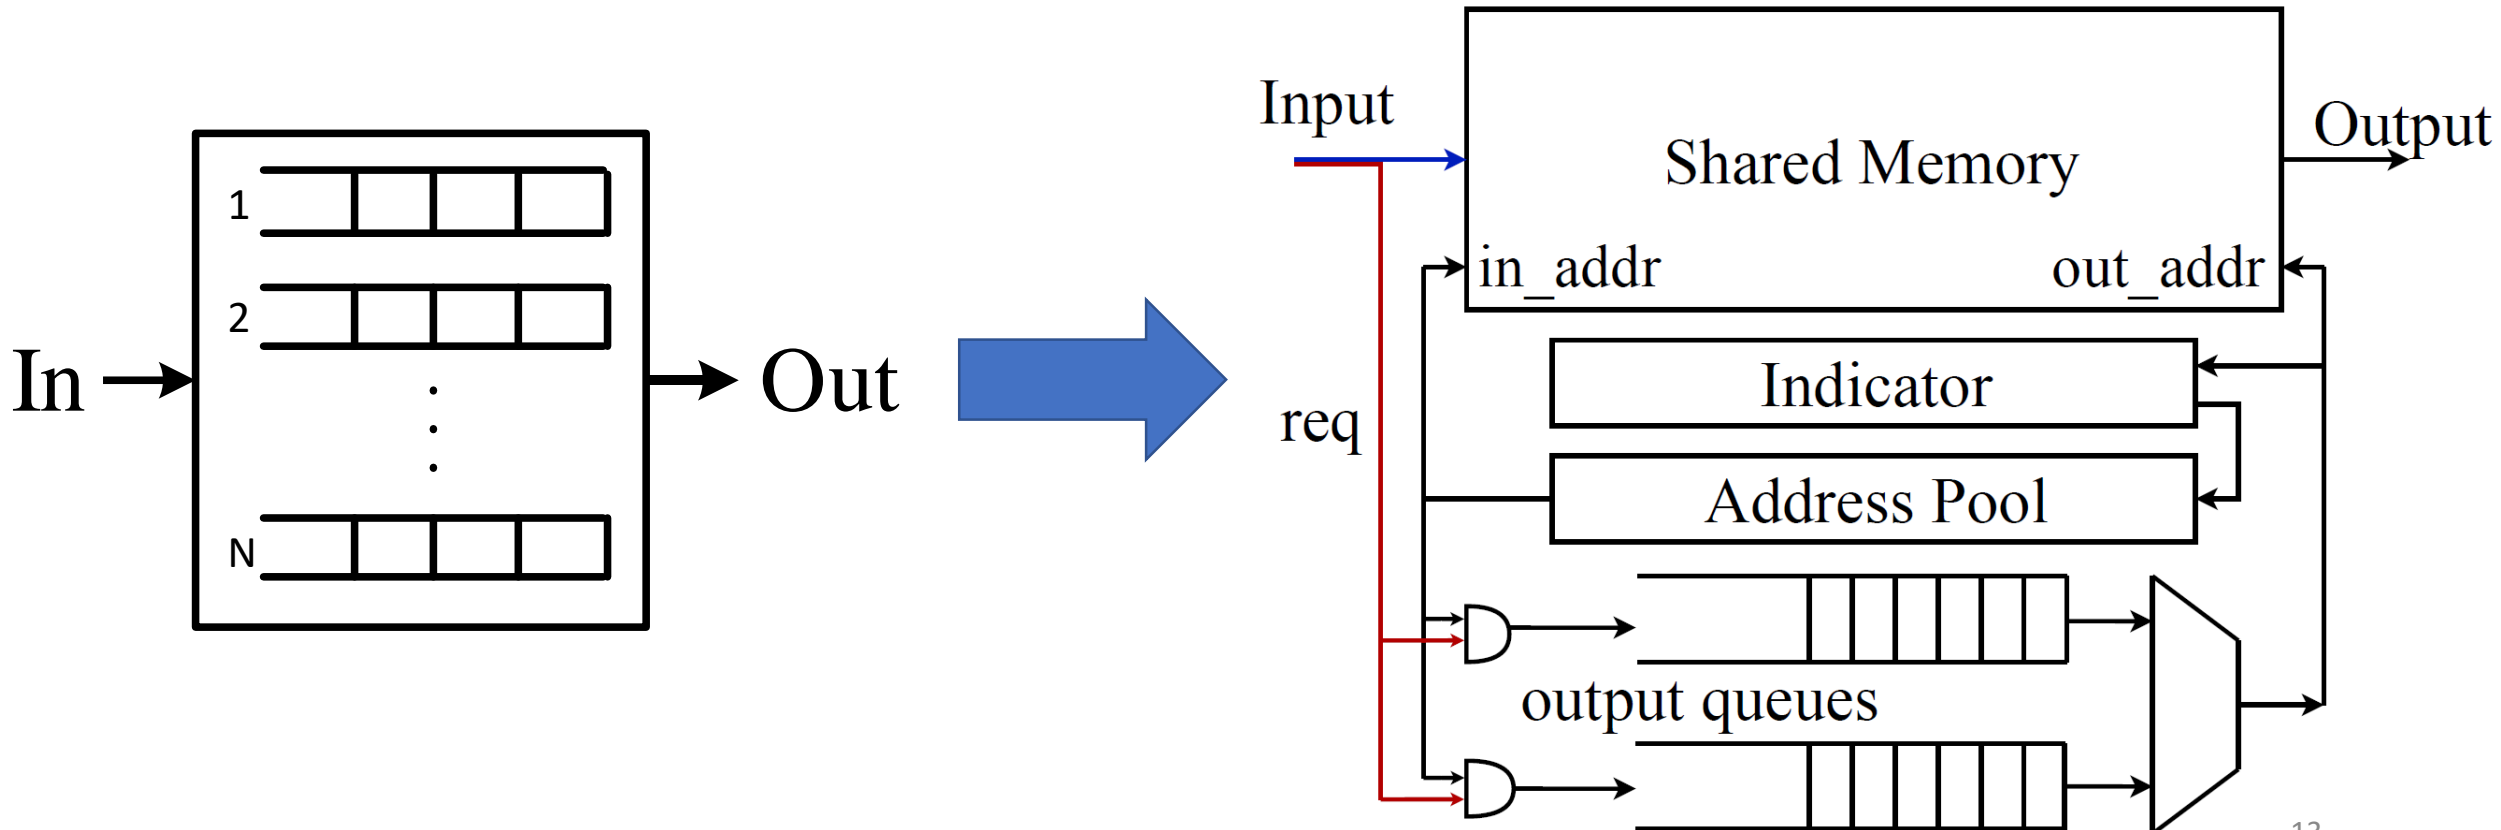 In
1
2
N
Out
Input
Shared Memory
Output
in_addr
out_addr
Indicator
req
Address Pool
output queues